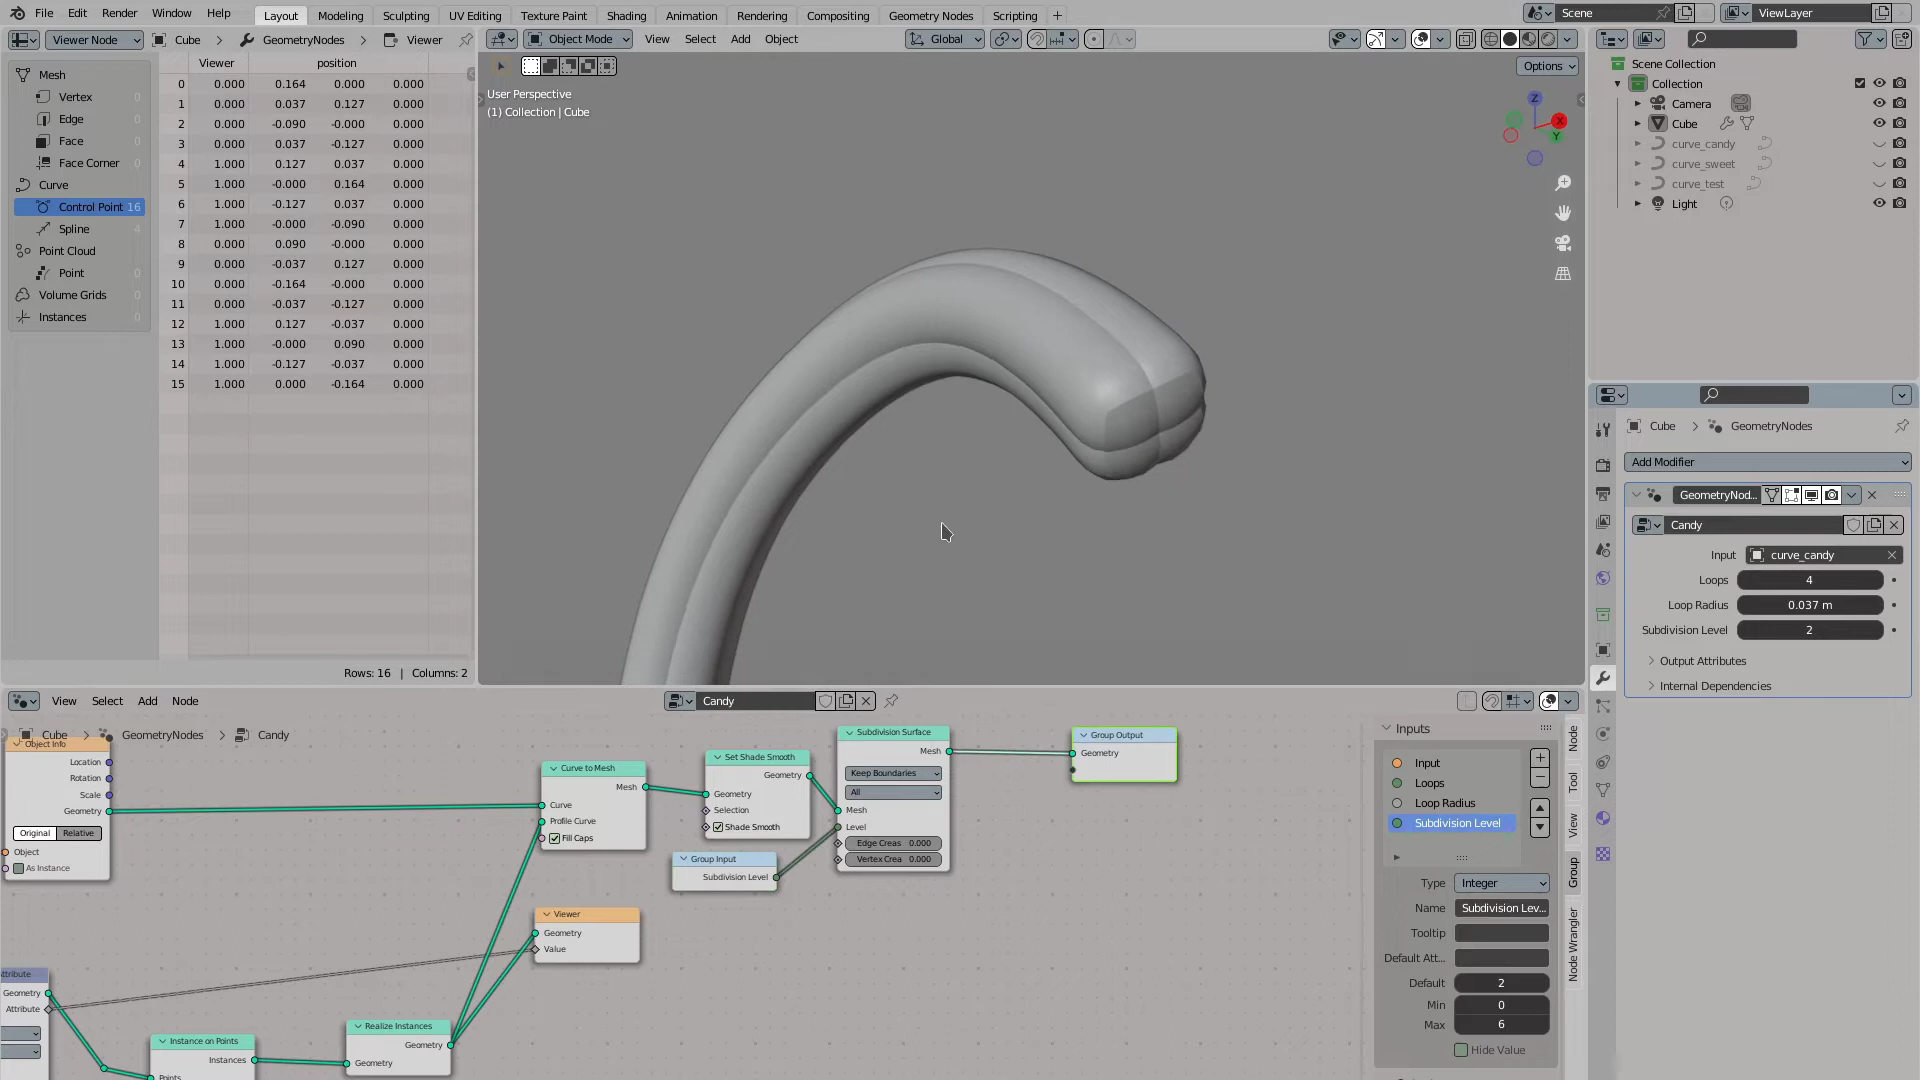 File Edit Render Window Help Layout Modeling Sculpting UV Editing Texture Paint Shading Animation Rendering Compositing Geometry Nodes Scripting + Scene ViewLayer
Viewer Node Cube GeometryNodes Viewer
Object Mode View Select Add Object Global
Options
User Perspective
(1) Collection | Cube
Z
X
Y
Mesh
Vertex 0
Edge 0
Face 0
Face Corner 0
Curve
Control Point 16
Spline 4
Point Cloud
Point 0
Volume Grids 0
Instances 0
Viewer position
0 0.000 0.164 0.000 0.000
1 0.000 0.037 0.127 0.000
2 0.000 -0.090 -0.000 0.000
3 0.000 0.037 -0.127 0.000
4 1.000 0.127 0.037 0.000
5 1.000 -0.000 0.164 0.000
6 1.000 -0.127 0.037 0.000
7 1.000 -0.000 -0.090 0.000
8 0.000 0.090 -0.000 0.000
9 0.000 -0.037 0.127 0.000
10 0.000 -0.164 -0.000 0.000
11 0.000 -0.037 -0.127 0.000
12 1.000 0.127 -0.037 0.000
13 1.000 -0.000 0.090 0.000
14 1.000 -0.127 -0.037 0.000
15 1.000 0.000 -0.164 0.000
Rows: 16 | Columns: 2
Scene Collection
Collection
Camera
Cube
curve_candy
curve_sweet
curve_test
Light
Cube GeometryNodes
Add Modifier
GeometryNod...
Candy
Input curve_candy
Loops 4
Loop Radius 0.037 m
Subdivision Level 2
Output Attributes
Internal Dependencies
View Select Add Node Candy
Cube GeometryNodes Candy
Object Info
Location
Rotation
Scale
Geometry
Original Relative
Object
As Instance
Curve to Mesh
Mesh
Curve
Profile Curve
Fill Caps
Set Shade Smooth
Geometry
Geometry
Selection
Shade Smooth
Group Input
Subdivision Level
Subdivision Surface
Mesh
Keep Boundaries
All
Mesh
Level
Edge Creas 0.000
Vertex Crea 0.000
Group Output
Geometry
Viewer
Geometry
Value
ttribute
Geometry
Attribute
Instance on Points
Instances
Points
Realize Instances
Geometry
Geometry
Inputs
Input
Loops
Loop Radius
Subdivision Level
Type Integer
Name Subdivision Lev...
Tooltip
Default Att...
Default 2
Min 0
Max 6
Hide Value
Node
Tool
View
Group
Node Wrangler